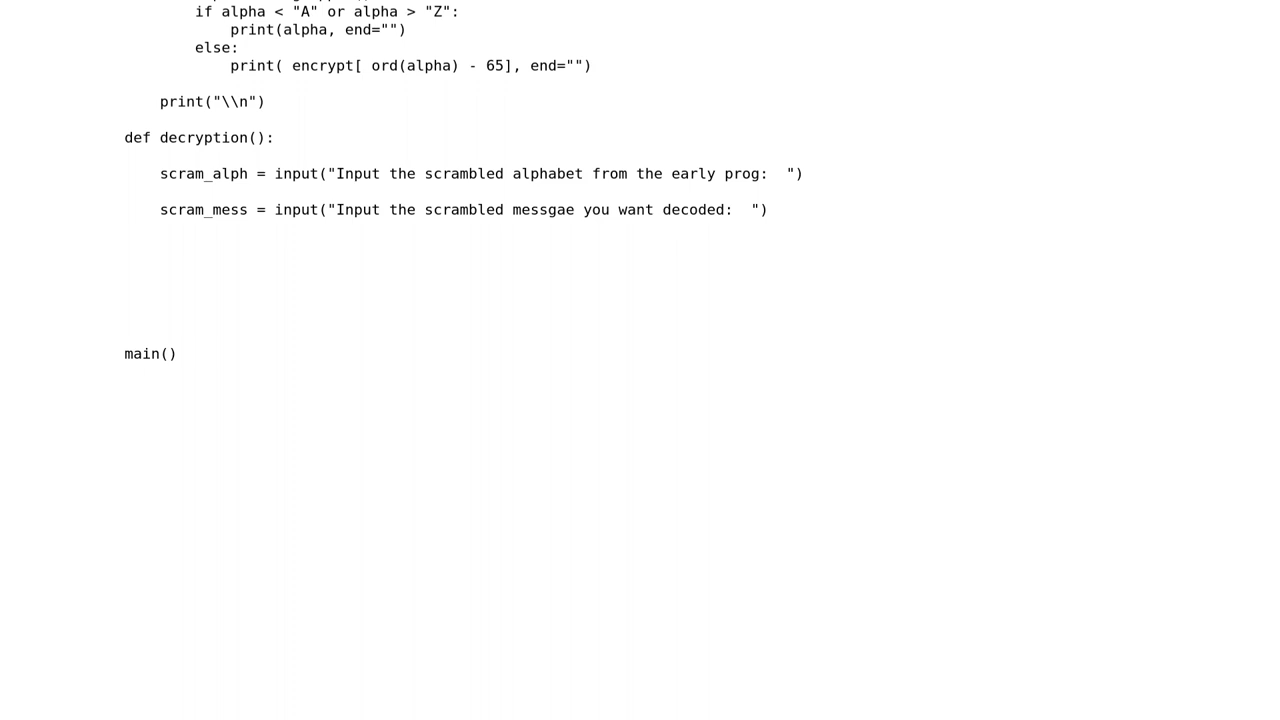 if alpha < "A" or alpha > "Z":
print(alpha, end="")
else:
print( encrypt[ ord(alpha) - 65], end="")
print("\\n")
def decryption():
scram_alph = input("Input the scrambled alphabet from the early prog:  ")
scram_mess = input("Input the scrambled messgae you want decoded:  ")
main()